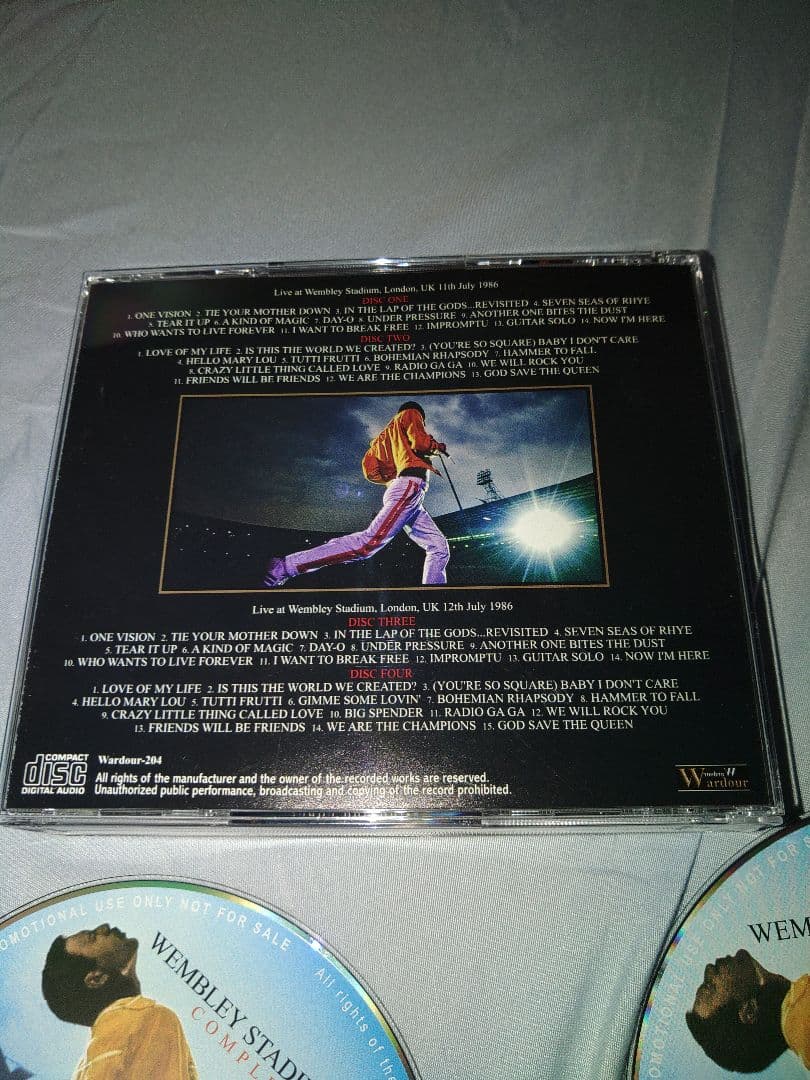 Live at Wembley Stadium, London, UK 11th July 1986
DISC ONE
1. ONE VISION 2. TIE YOUR MOTHER DOWN 3. IN THE LAP OF THE GODS...REVISITED 4. SEVEN SEAS OF RHYE
5. TEAR IT UP 6. A KIND OF MAGIC 7. DAY-O 8. UNDER PRESSURE 9. ANOTHER ONE BITES THE DUST
10. WHO WANTS TO LIVE FOREVER 11. I WANT TO BREAK FREE 12. IMPROMPTU 13. GUITAR SOLO 14. NOW I'M HERE
DISC TWO
1. LOVE OF MY LIFE 2. IS THIS THE WORLD WE CREATED? 3. (YOU'RE SO SQUARE) BABY I DON'T CARE
4. HELLO MARY LOU 5. TUTTI FRUTTI 6. BOHEMIAN RHAPSODY 7. HAMMER TO FALL
8. CRAZY LITTLE THING CALLED LOVE 9. RADIO GA GA 10. WE WILL ROCK YOU
11. FRIENDS WILL BE FRIENDS 12. WE ARE THE CHAMPIONS 13. GOD SAVE THE QUEEN
Live at Wembley Stadium, London, UK 12th July 1986
DISC THREE
1. ONE VISION 2. TIE YOUR MOTHER DOWN 3. IN THE LAP OF THE GODS...REVISITED 4. SEVEN SEAS OF RHYE
5. TEAR IT UP 6. A KIND OF MAGIC 7. DAY-O 8. UNDER PRESSURE 9. ANOTHER ONE BITES THE DUST
10. WHO WANTS TO LIVE FOREVER 11. I WANT TO BREAK FREE 12. IMPROMPTU 13. GUITAR SOLO 14. NOW I'M HERE
DISC FOUR
1. LOVE OF MY LIFE 2. IS THIS THE WORLD WE CREATED? 3. (YOU'RE SO SQUARE) BABY I DON'T CARE
4. HELLO MARY LOU 5. TUTTI FRUTTI 6. GIMME SOME LOVIN' 7. BOHEMIAN RHAPSODY 8. HAMMER TO FALL
9. CRAZY LITTLE THING CALLED LOVE 10. BIG SPENDER 11. RADIO GA GA 12. WE WILL ROCK YOU
13. FRIENDS WILL BE FRIENDS 14. WE ARE THE CHAMPIONS 15. GOD SAVE THE QUEEN
COMPACT
disc
DIGITAL AUDIO
Wardour-204
All rights of the manufacturer and the owner of the recorded works are reserved.
Unauthorized public performance, broadcasting and copying of the record prohibited.
Wardour
OMOTIONAL USE ONLY NOT FOR SALE
All rights of the
WEMBLEY STADI
COMPL
OMOTIONAL USE ONLY NOT FOR S
WEM